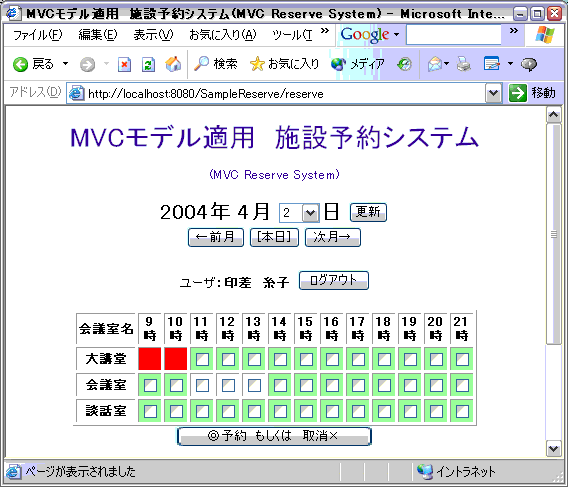 MVCモデル適用 施設予約システム(MVC Reserve System) - Microsoft Inte...
ファイル(F) 編集(E) 表示(V) お気に入り(A) ツール(T) » Google »
戻る 検索 お気に入り メディア
アドレス(D) http://localhost:8080/SampleReserve/reserve 移動
MVCモデル適用 施設予約システム
(MVC Reserve System)
2004年 4月 2 日 更新
←前月 [本日] 次月→
ユーザ:印差 糸子 ログアウト
会議室名 9時 10時 11時 12時 13時 14時 15時 16時 17時 18時 19時 20時 21時
大講堂
会議室
談話室
◎予約 もしくは 取消×
ページが表示されました イントラネット